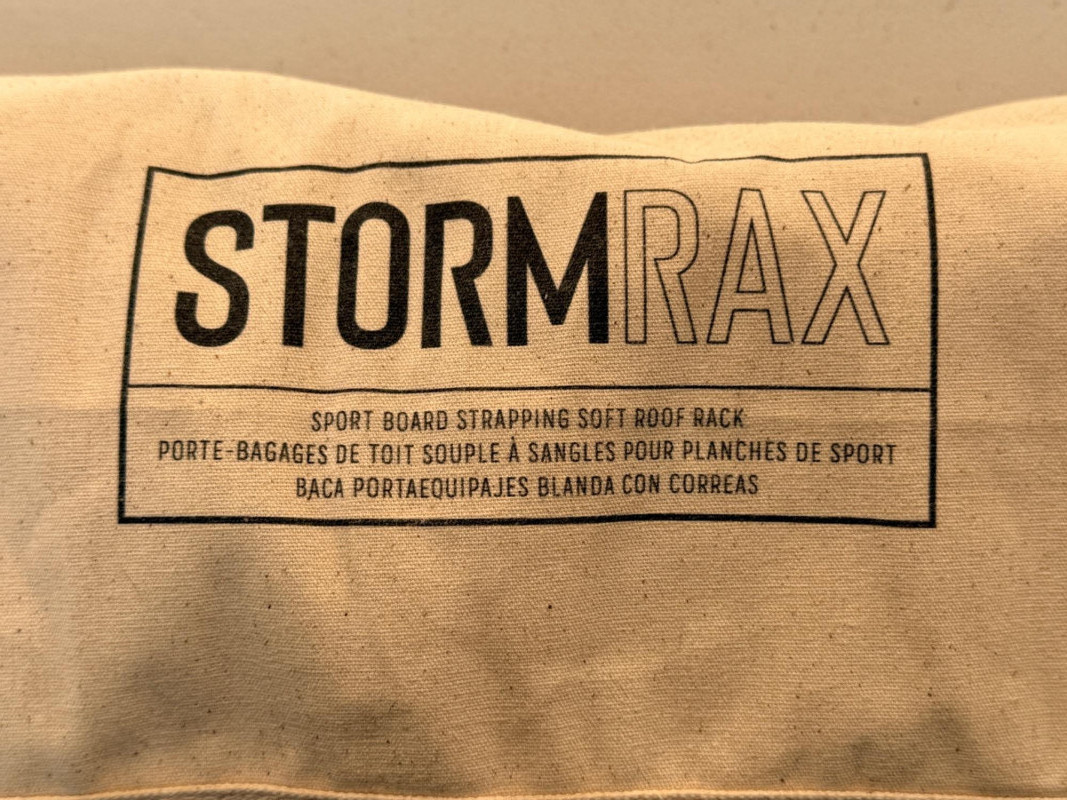 STORMRAX
SPORT BOARD STRAPPING SOFT ROOF RACK
PORTE-BAGAGES DE TOIT SOUPLE À SANGLES POUR PLANCHES DE SPORT
BACA PORTAEQUIPAJES BLANDA CON CORREAS